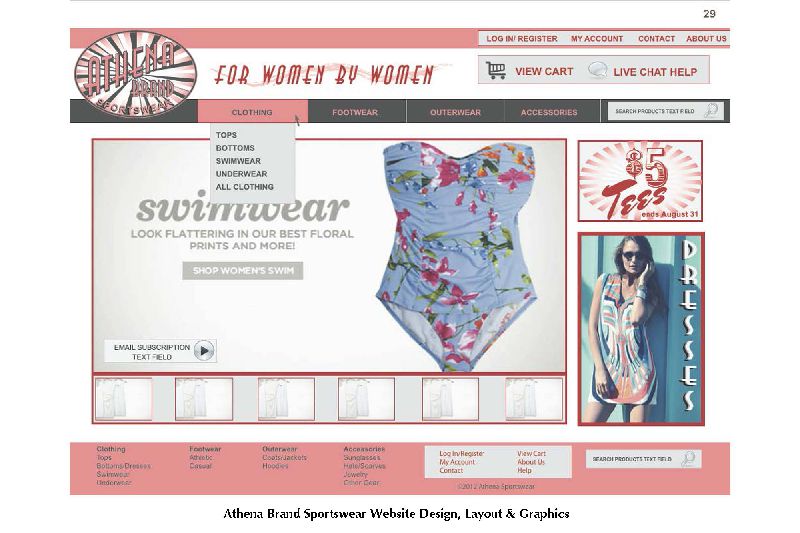 29
LOG IN/ REGISTER MY ACCOUNT CONTACT ABOUT US
ATHENA
BRAND
SPORTSWEAR
FOR WOMEN BY WOMEN
VIEW CART LIVE CHAT HELP
CLOTHING FOOTWEAR OUTERWEAR ACCESSORIES SEARCH PRODUCTS TEXT FIELD
TOPS
BOTTOMS
SWIMWEAR
UNDERWEAR
ALL CLOTHING
swimwear
LOOK FLATTERING IN OUR BEST FLORAL
PRINTS AND MORE!
SHOP WOMEN'S SWIM
EMAIL SUBSCRIPTION
TEXT FIELD
$5
Tees
ends August 31
DRESSES
Clothing
Tops
Bottoms/Dresses
Swimwear
Underwear
Footwear
Athletic
Casual
Outerwear
Coats/Jackets
Hoodies
Accessories
Sunglasses
Hats/Scarves
Jewelry
Other Gear
Log In/Register
My Account
Contact
View Cart
About Us
Help
SEARCH PRODUCTS TEXT FIELD
©2012 Athena Sportswear
Athena Brand Sportswear Website Design, Layout & Graphics